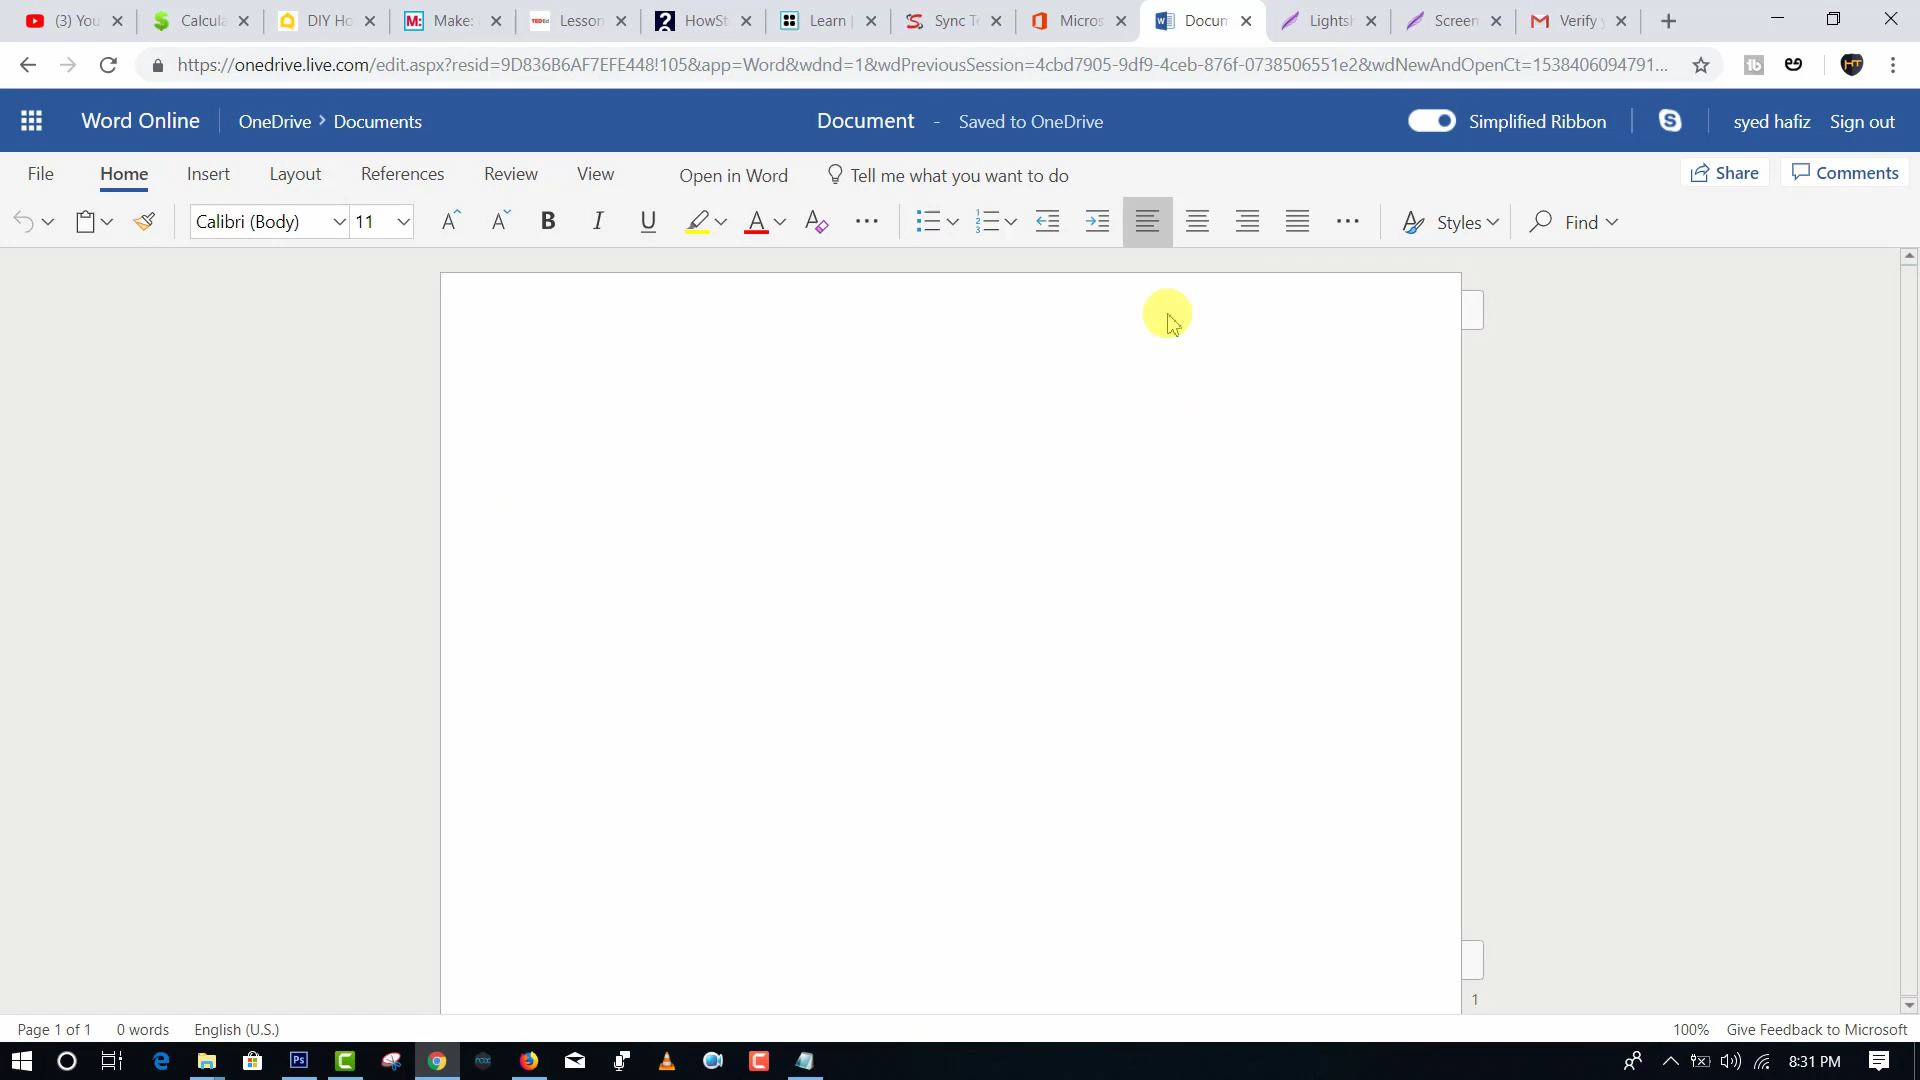 (3) You
Calcula
DIY Ho
M: Make:
TED Ed Lesson
HowSt
Learn
Sync Te
Micros
Docum
Lightsh
Screen
Verify
https://onedrive.live.com/edit.aspx?resid=9D836B6AF7EFE448!105&app=Word&wdnd=1&wdPreviousSession=4cbd7905-9df9-4ceb-876f-0738506551e2&wdNewAndOpenCt=1538406094791...
Word Online OneDrive > Documents Document - Saved to OneDrive Simplified Ribbon syed hafiz Sign out
File Home Insert Layout References Review View Open in Word Tell me what you want to do Share Comments
Calibri (Body) 11 A A B I U A A Styles Find
1
Page 1 of 1 0 words English (U.S.) 100% Give Feedback to Microsoft
8:31 PM